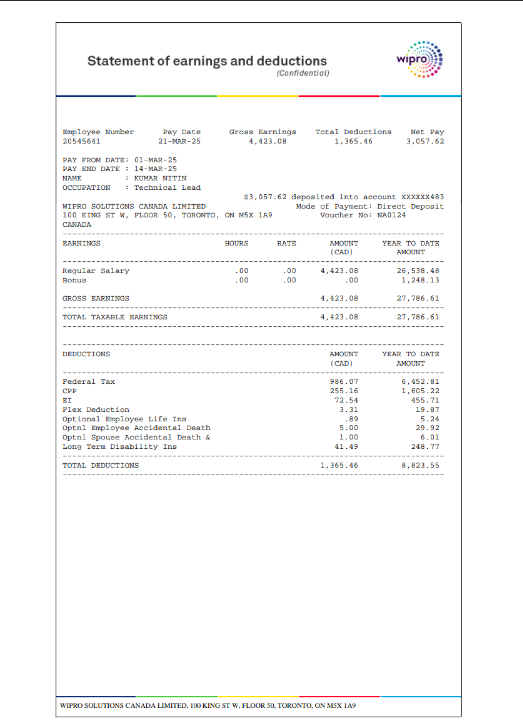 Statement of earnings and deductions
(Confidential)
wipro
Employee Number Pay Date Gross Earnings Total Deductions Net Pay
20545641 21-MAR-25 4,423.08 1,365.46 3,057.62
PAY FROM DATE: 01-MAR-25
PAY END DATE : 14-MAR-25
NAME : KUMAR NITIN
OCCUPATION : Technical Lead
$3,057.62 deposited into account XXXXXX483
WIPRO SOLUTIONS CANADA LIMITED Mode of Payment: Direct Deposit
100 KING ST W, FLOOR 50, TORONTO, ON M5X 1A9 Voucher No: NA0124
CANADA
EARNINGS HOURS RATE AMOUNT YEAR TO DATE
(CAD) AMOUNT
Regular Salary .00 .00 4,423.08 26,538.48
Bonus .00 .00 .00 1,248.13
GROSS EARNINGS 4,423.08 27,786.61
TOTAL TAXABLE EARNINGS 4,423.08 27,786.61
DEDUCTIONS AMOUNT YEAR TO DATE
(CAD) AMOUNT
Federal Tax 986.07 6,452.81
CPP 255.16 1,605.22
EI 72.54 455.71
Flex Deduction 3.31 19.87
Optional Employee Life Ins .89 5.24
Optnl Employee Accidental Death 5.00 29.92
Optnl Spouse Accidental Death & 1.00 6.01
Long Term Disability Ins 41.49 248.77
TOTAL DEDUCTIONS 1,365.46 8,823.55
WIPRO SOLUTIONS CANADA LIMITED, 100 KING ST W, FLOOR 50, TORONTO, ON M5X 1A9